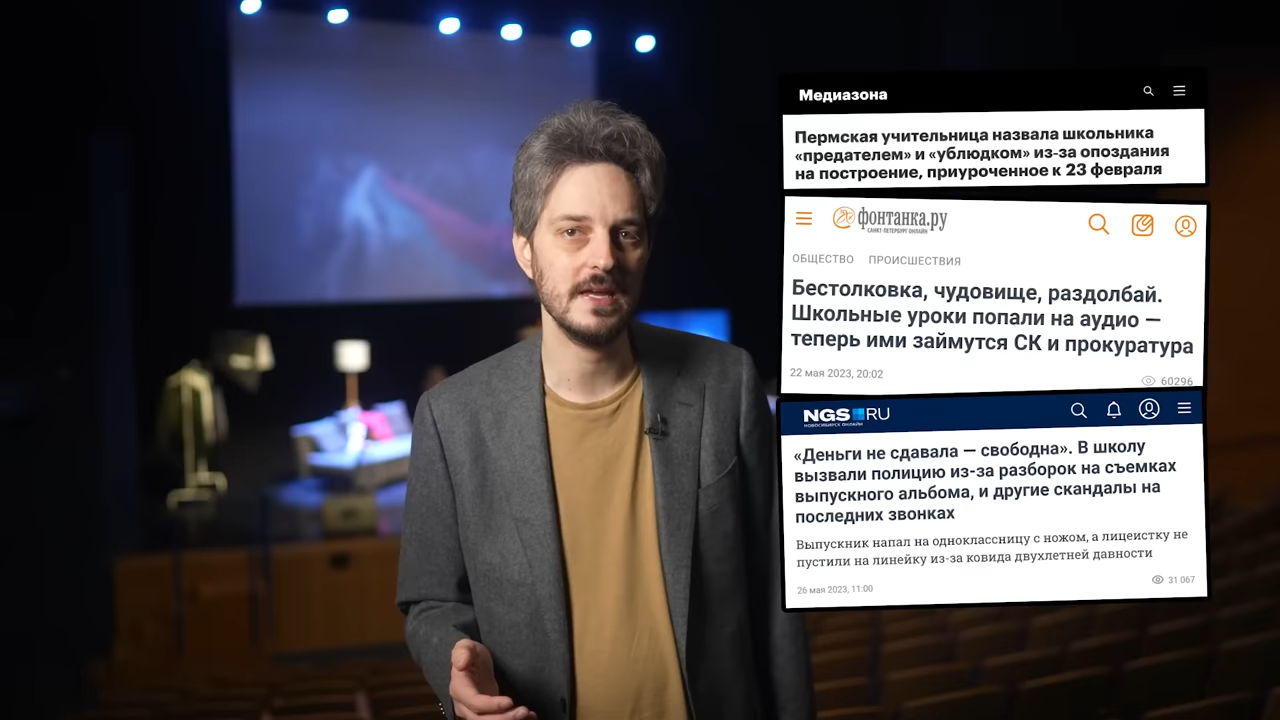 Медиазона
Пермская учительница назвала школьника
«предателем» и «ублюдком» из-за опоздания
на построение, приуроченное к 23 февраля
фонтанка.ру
САНКТ-ПЕТЕРБУРГ ОНЛАЙН
ОБЩЕСТВО ПРОИСШЕСТВИЯ
Бестолковка, чудовище, раздолбай.
Школьные уроки попали на аудио —
теперь ими займутся СК и прокуратура
22 мая 2023, 20:02
60296
NGS RU
НОВОСИБИРСК ОНЛАЙН
«Деньги не сдавала — свободна». В школу
вызвали полицию из-за разборок на съемках
выпускного альбома, и другие скандалы на
последних звонках
Выпускник напал на одноклассницу с ножом, а лицеистку не
пустили на линейку из-за ковида двухлетней давности
26 мая 2023, 11:00
31 067